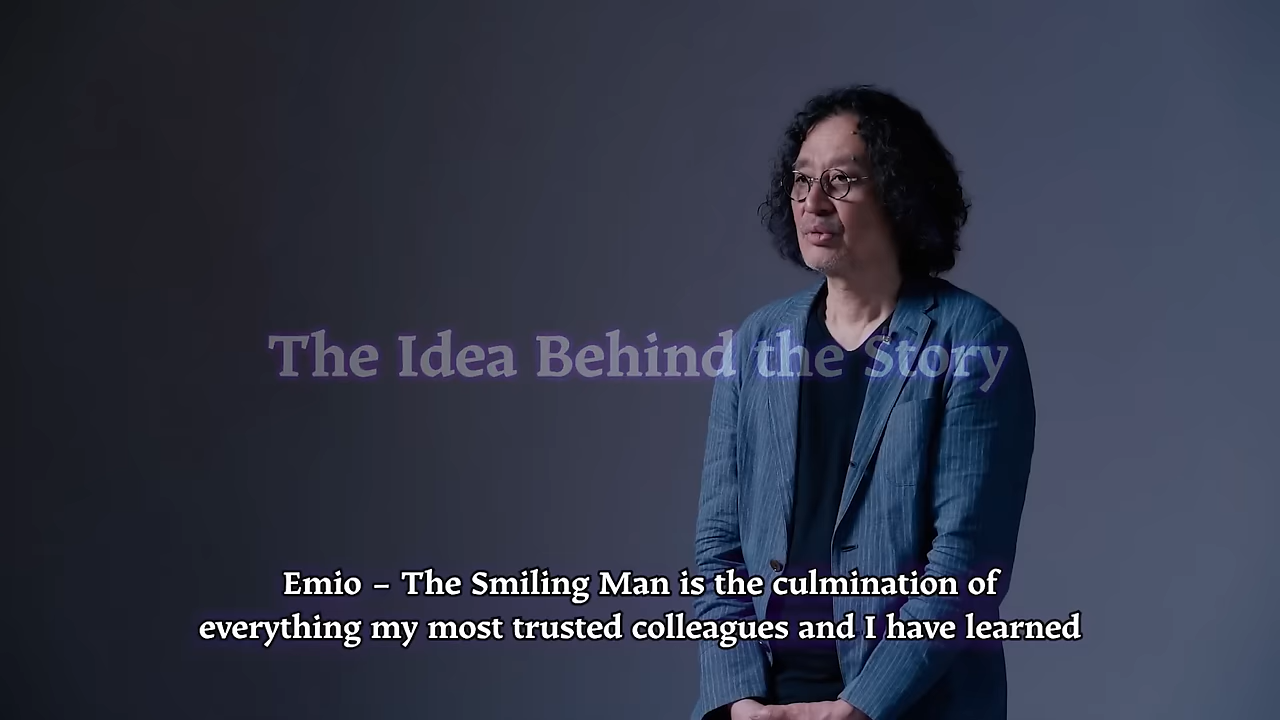 The Idea Behind the Story
Emio – The Smiling Man is the culmination of
everything my most trusted colleagues and I have learned